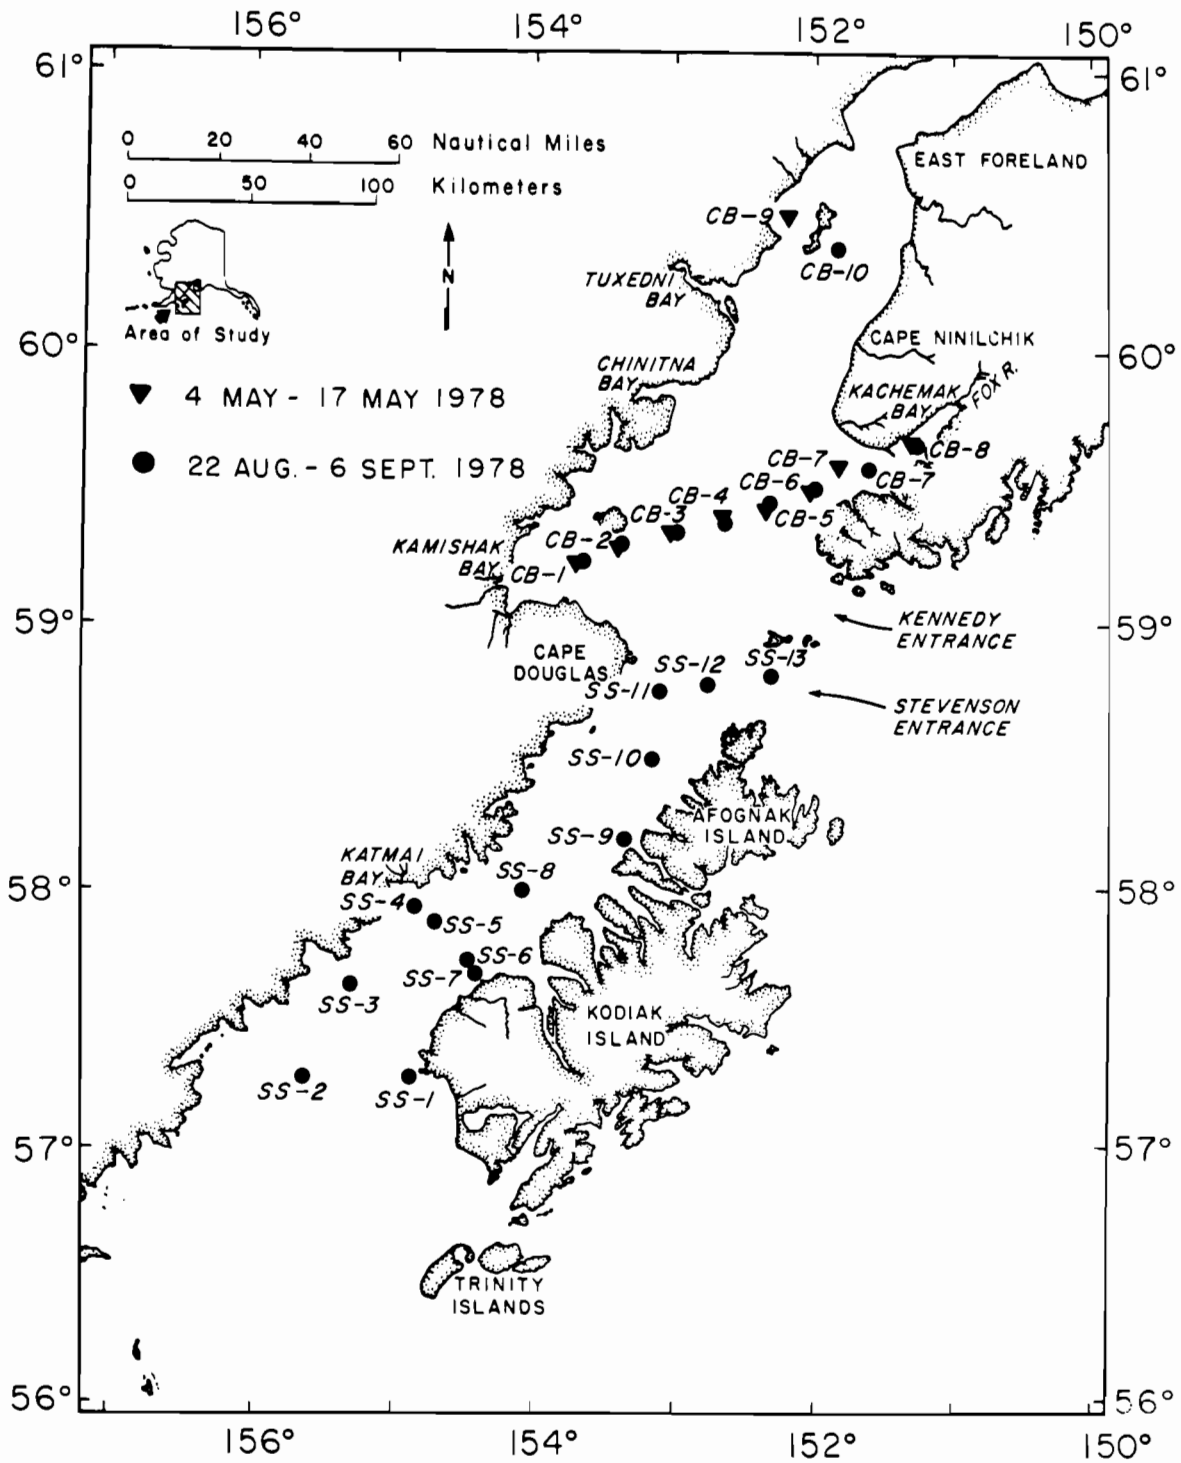 156° 154° 152° 150°
61° 61°
0 20 40 60 Nautical Miles
0 50 100 Kilometers
EAST FORELAND
CB-9
N
CB-10
TUXEDNI
BAY
Area of Study
60° 60°
CAPE NINILCHIK
CHINITNA
BAY
KACHEMAK
BAY
FOX R.
4 MAY - 17 MAY 1978
22 AUG. - 6 SEPT. 1978
CB-8
CB-7
CB-7
CB-6
CB-4
CB-5
CB-3
CB-2
KAMISHAK
BAY
CB-1
59° 59°
KENNEDY
ENTRANCE
CAPE
DOUGLAS
SS-13
SS-12
SS-11
STEVENSON
ENTRANCE
SS-10
AFOGNAK
ISLAND
SS-9
KATMAI
BAY
SS-8
58° 58°
SS-4
SS-5
SS-6
SS-7
SS-3
KODIAK
ISLAND
SS-2
SS-1
57° 57°
TRINITY
ISLANDS
56° 56°
156° 154° 152° 150°